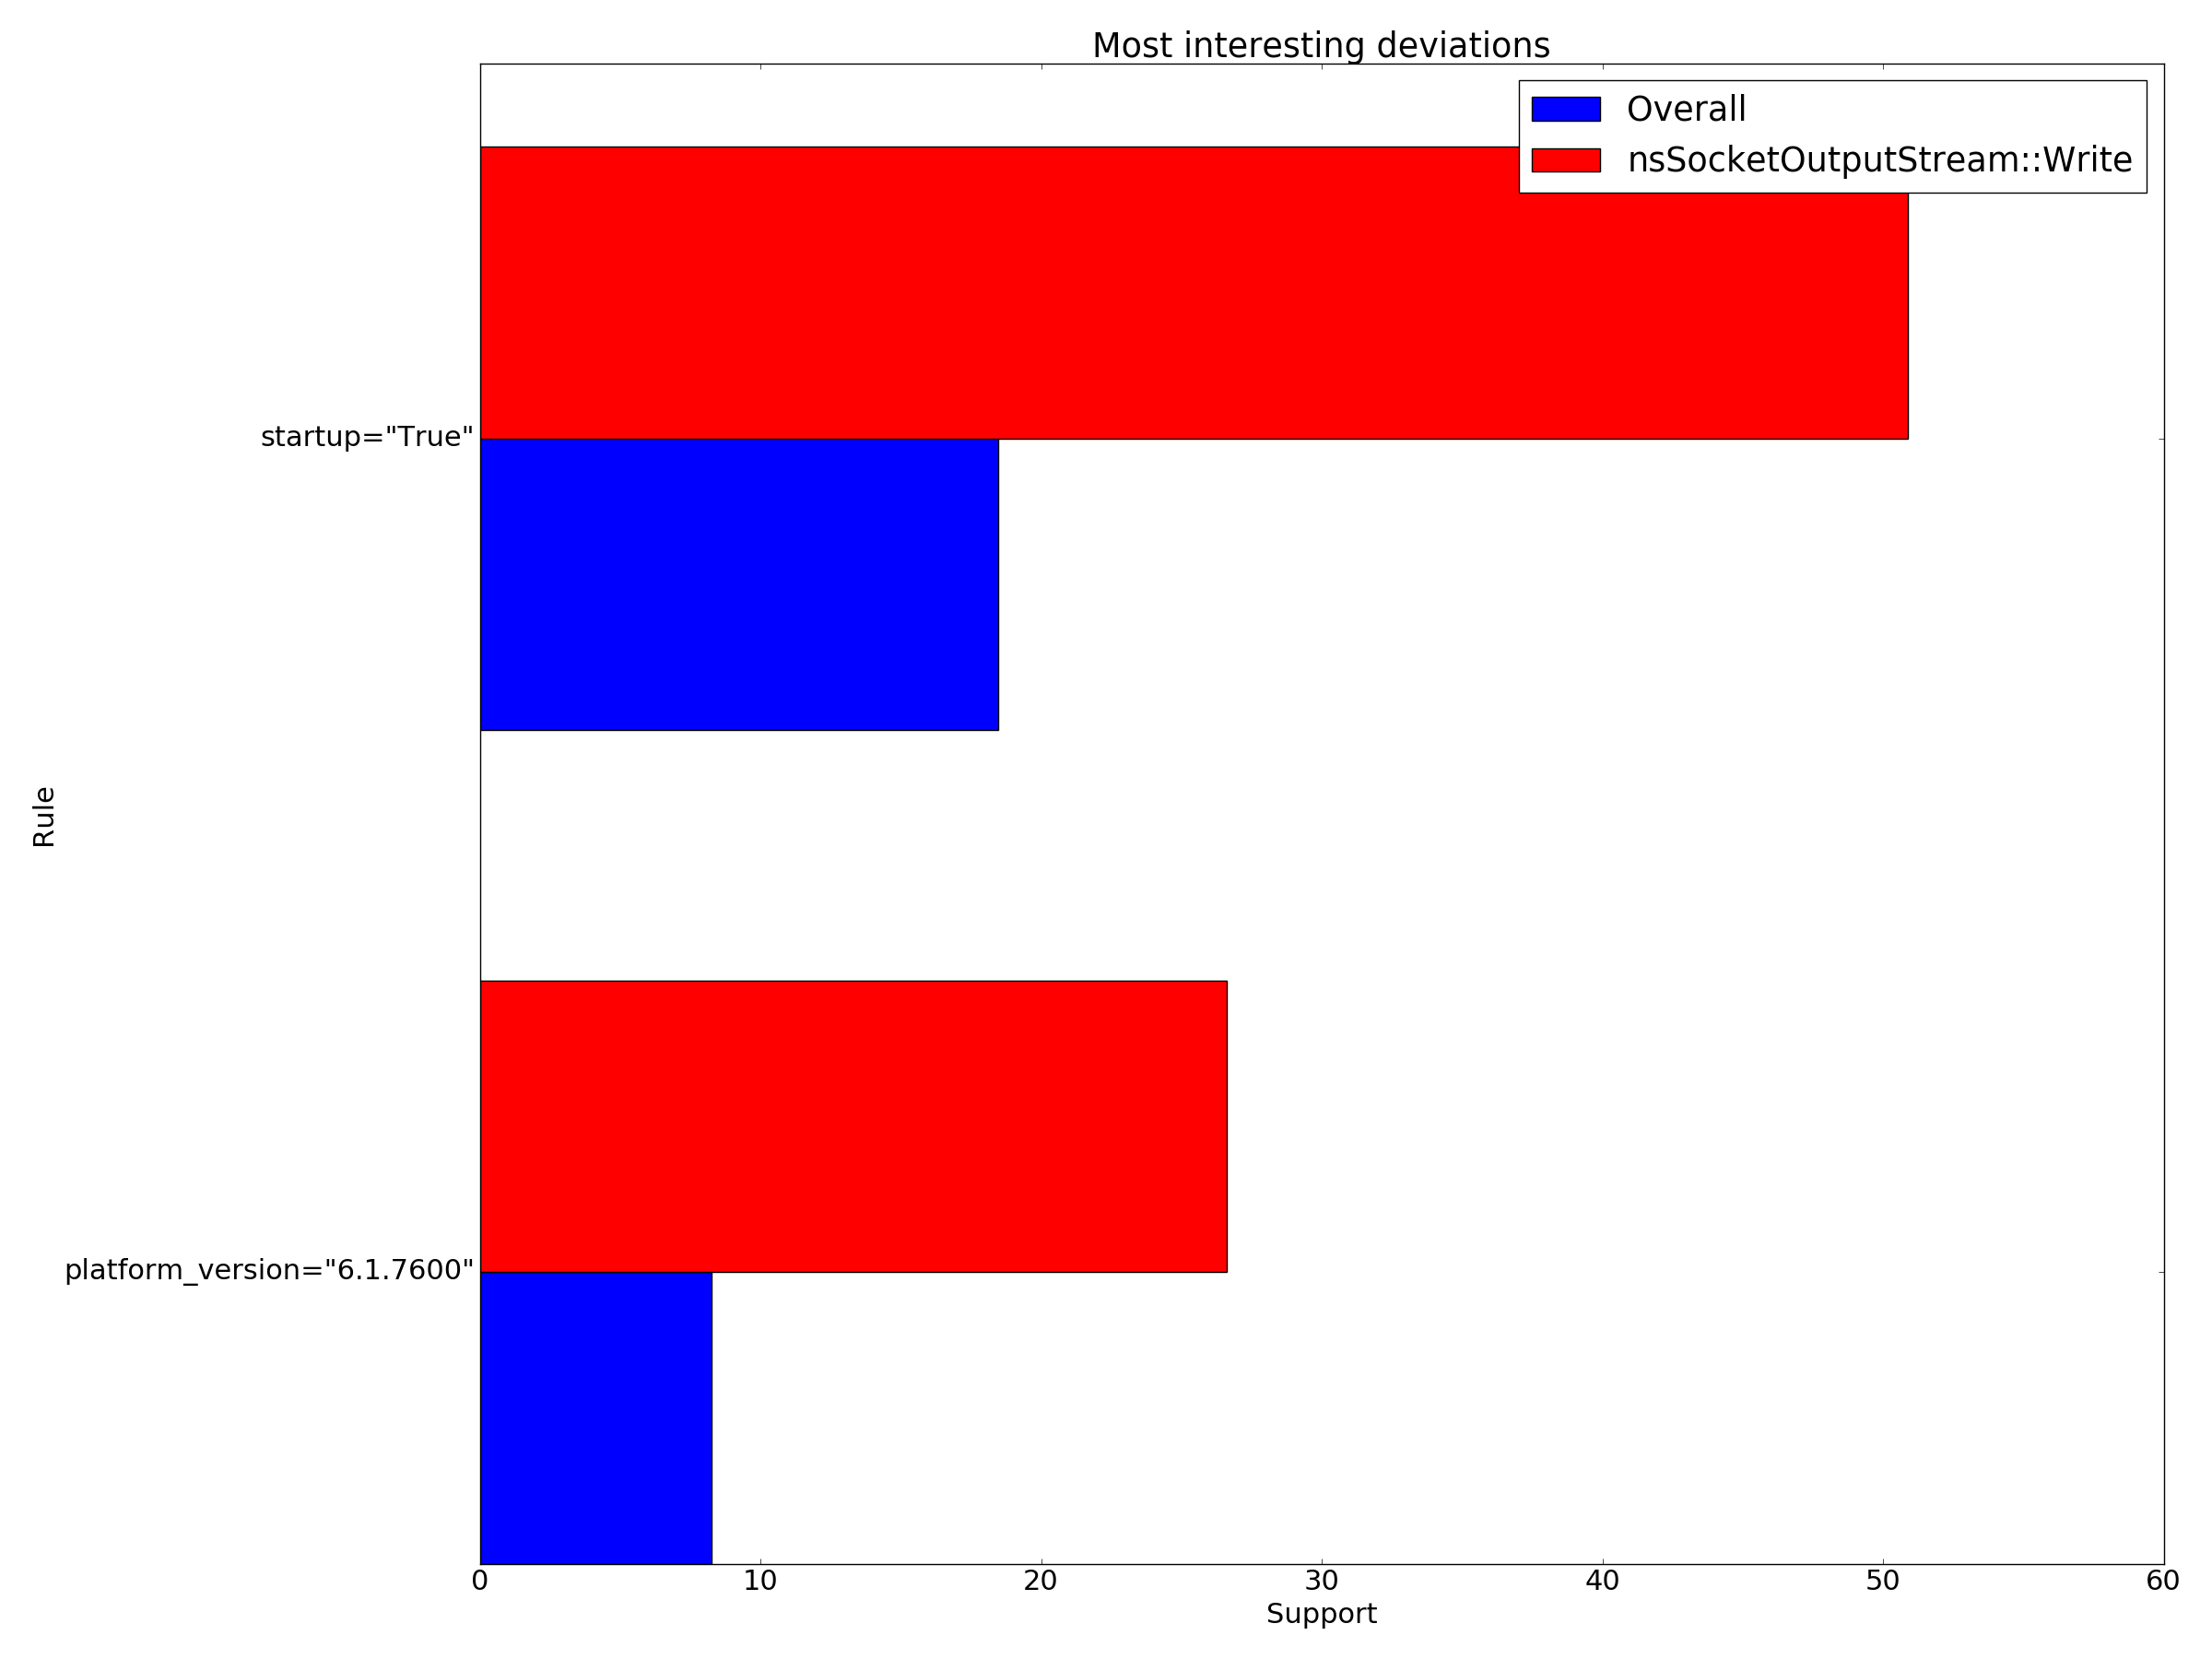 Most interesting deviations
Overall
nsSocketOutputStream::Write
startup="True"
Rule
platform_version="6.1.7600"
0 10 20 30 40 50 60
Support